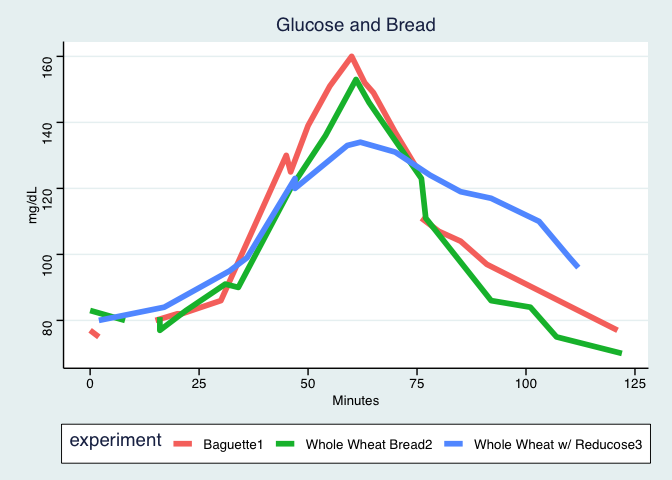 Glucose and Bread
160
140
120
100
80
mg/dL
0 25 50 75 100 125
Minutes
experiment Baguette1 Whole Wheat Bread2 Whole Wheat w/ Reducose3